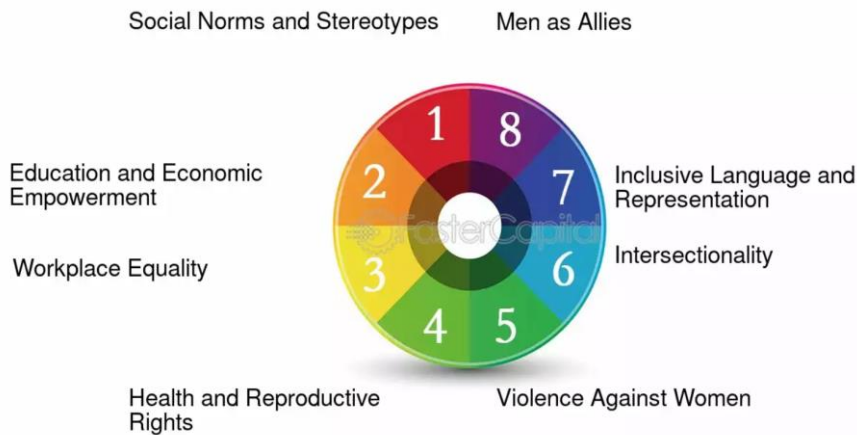 Social Norms and Stereotypes
Men as Allies
1
8
Education and Economic
Empowerment
2
7
Inclusive Language and
Representation
FasterCapital
Workplace Equality
3
6
Intersectionality
4
5
Health and Reproductive
Rights
Violence Against Women